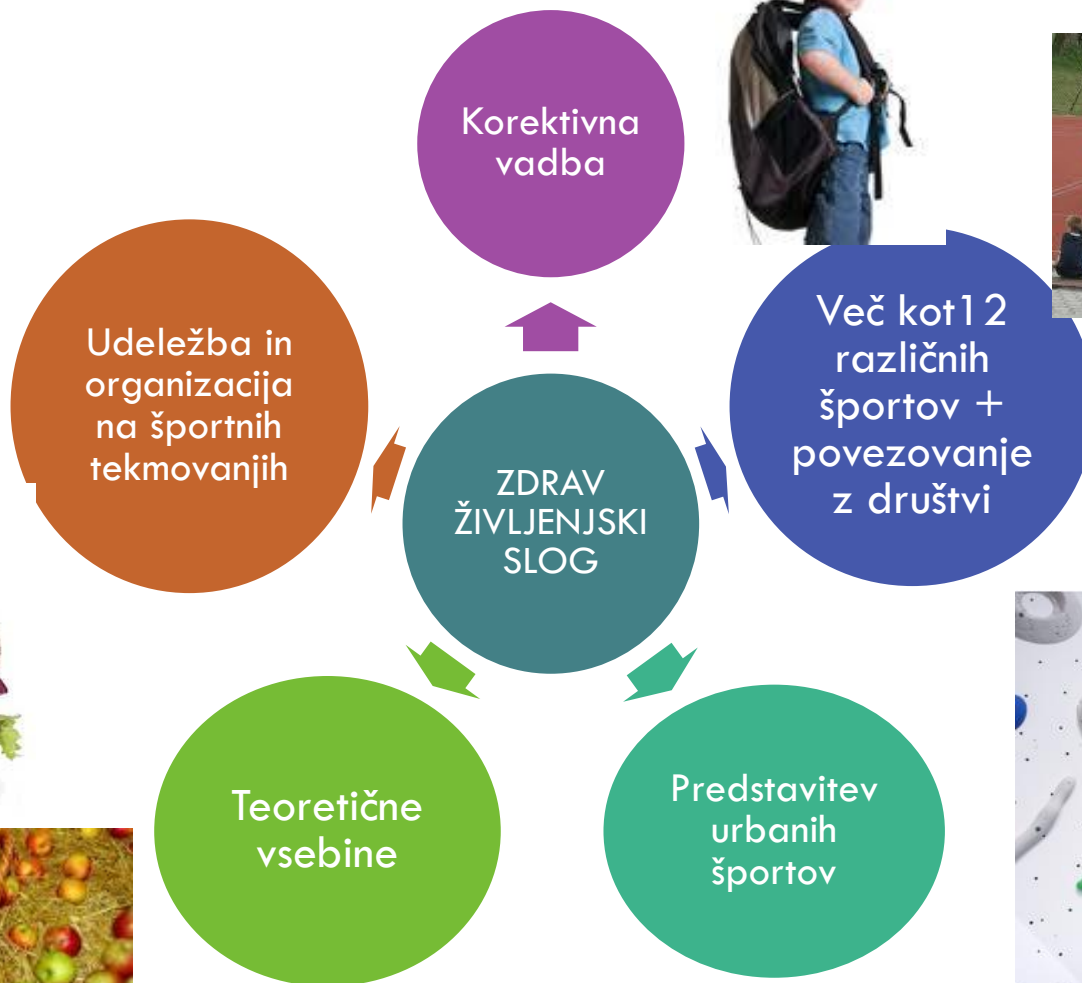 Korektivna
vadba
Več kot12
različnih
športov +
povezovanje
z društvi
Udeležba in
organizacija
na športnih
tekmovanjih
ZDRAV
ŽIVLJENJSKI
SLOG
Teoretične
vsebine
Predstavitev
urbanih
športov